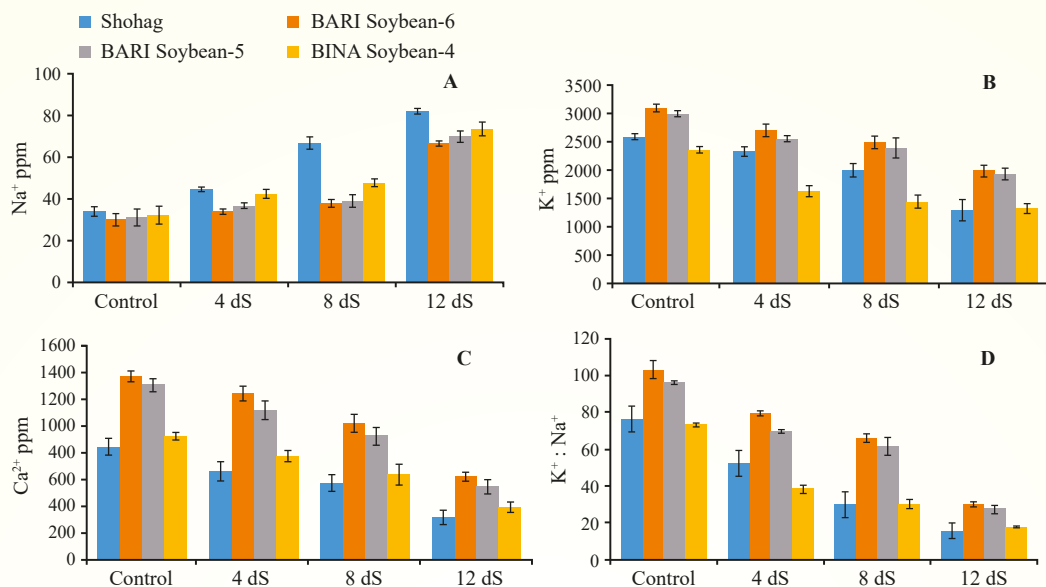 Shohag
BARI Soybean-6
BARI Soybean-5
BINA Soybean-4
A
Na⁺ ppm
100
80
60
40
20
0
Control
4 dS
8 dS
12 dS
B
K⁺ ppm
3500
3000
2500
2000
1500
1000
500
0
Control
4 dS
8 dS
12 dS
C
Ca²⁺ ppm
1600
1400
1200
1000
800
600
400
200
0
Control
4 dS
8 dS
12 dS
D
K⁺ : Na⁺
120
100
80
60
40
20
0
Control
4 dS
8 dS
12 dS